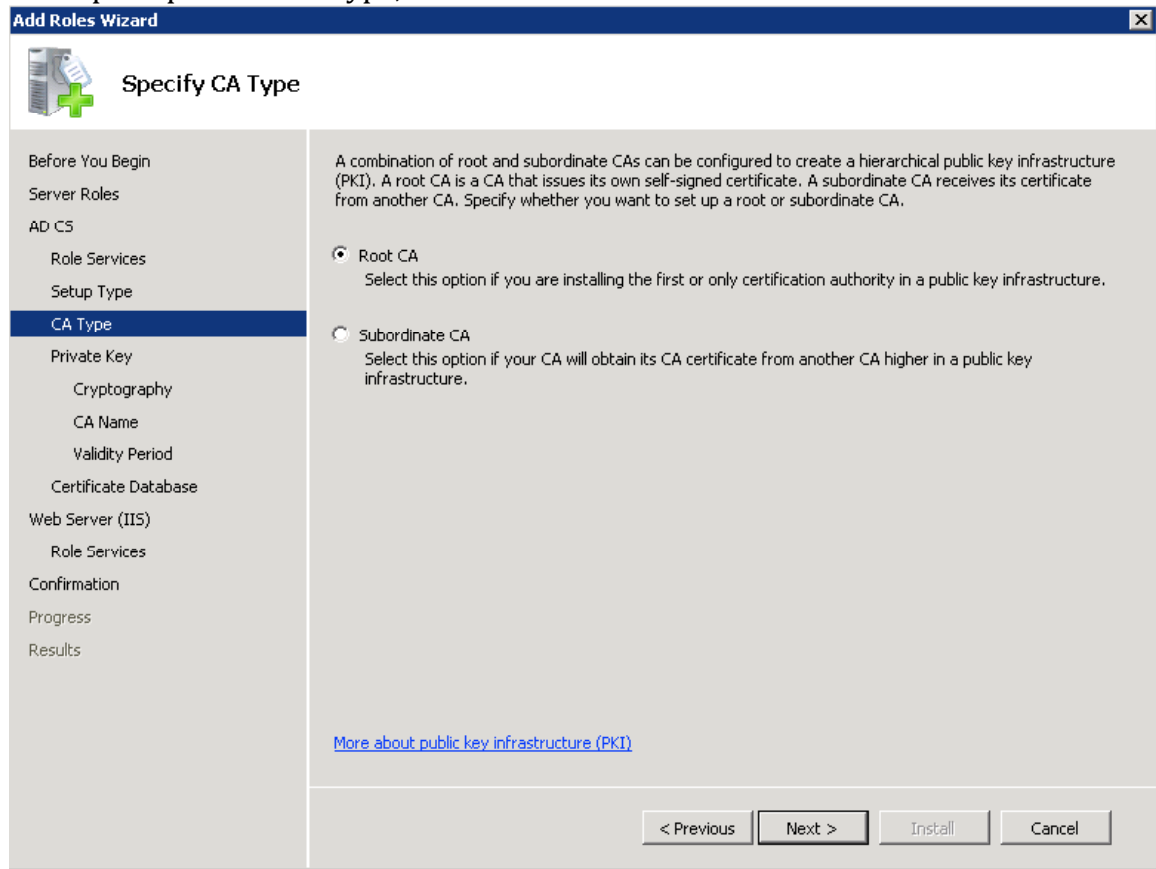 Add Roles Wizard
Specify CA Type
Before You Begin
Server Roles
AD CS
Role Services
Setup Type
CA Type
Private Key
Cryptography
CA Name
Validity Period
Certificate Database
Web Server (IIS)
Role Services
Confirmation
Progress
Results
A combination of root and subordinate CAs can be configured to create a hierarchical public key infrastructure
(PKI). A root CA is a CA that issues its own self-signed certificate. A subordinate CA receives its certificate
from another CA. Specify whether you want to set up a root or subordinate CA.
Root CA
Select this option if you are installing the first or only certification authority in a public key infrastructure.
Subordinate CA
Select this option if your CA will obtain its CA certificate from another CA higher in a public key
infrastructure.
More about public key infrastructure (PKI)
< Previous
Next >
Install
Cancel